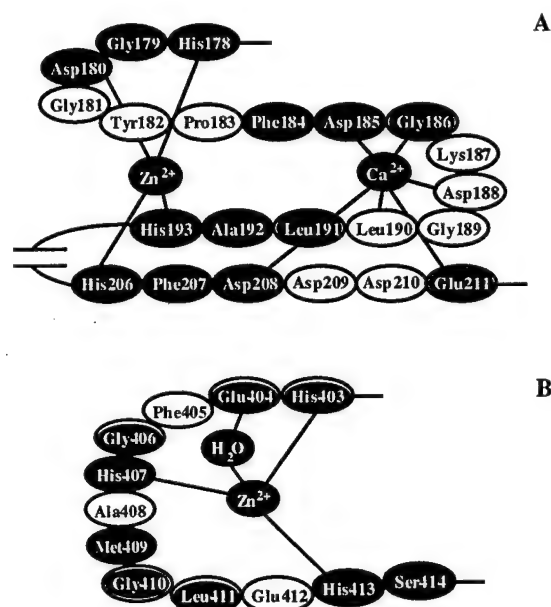 A
Gly179 His178
Asp180
Gly181
Tyr182 Pro183 Phe184 Asp185 Gly186
Lys187
Zn2+ Ca2+
Asp188
His193 Ala192 Leu191 Leu190 Gly189
His206 Phe207 Asp208 Asp209 Asp210 Glu211
B
Glu404 His403
Phe405
Gly406
H2O
His407
Zn2+
Ala408
Met409
Gly410 Leu411 Glu412 His413 Ser414